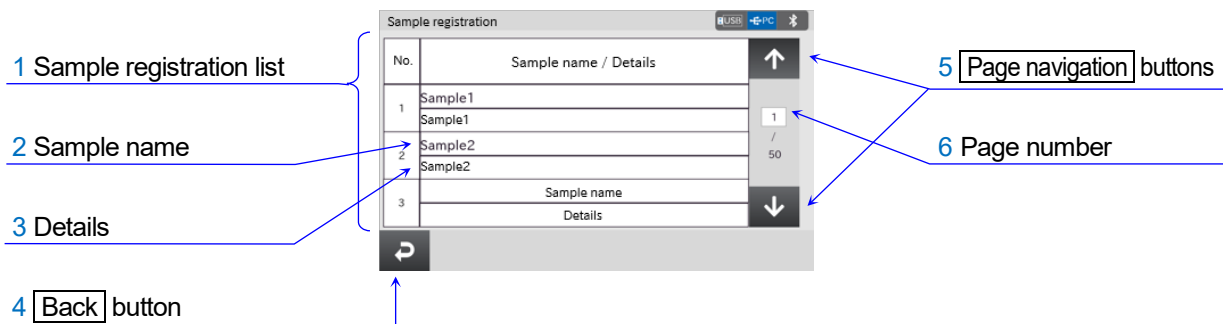 Sample registration
USB
PC
No.
Sample name / Details
1
Sample1
Sample1
2
Sample2
Sample2
3
Sample name
Details
1
/
50
1 Sample registration list
2 Sample name
3 Details
4 Back button
5 Page navigation buttons
6 Page number